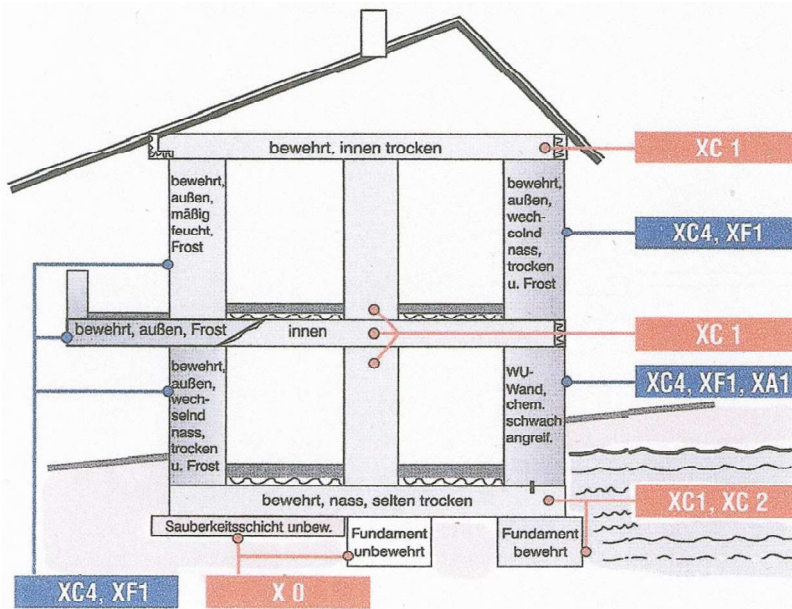 bewehrt, innen trocken
XC 1
bewehrt,
außen,
mäßig
feucht,
Frost
bewehrt,
außen,
wech-
colnd
nass,
trocken
u. Frost
XC4, XF1
bewehrt, außen, Frost
innen
XC 1
bewehrt,
außen,
wech-
selnd
nass,
trocken
u. Frost
WU-
Wand,
chem.
schwach
angreif.
XC4, XF1, XA1
bewehrt, nass, selten trocken
XC1, XC 2
Sauberkeitsschicht unbew.
Fundament
unbewehrt
Fundament
bewehrt
XC4, XF1
X 0